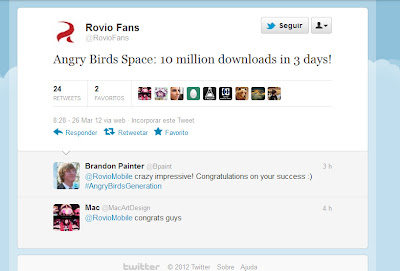 Rovio Fans
@RovioFans
Seguir
Angry Birds Space: 10 million downloads in 3 days!
24
RETWEETS
2
FAVORITOS
8:26 - 26 Mar 12 via web · Incorporar este Tweet
Responder Retweetar Favorito
Brandon Painter @Bpaint 3 h
@RovioMobile crazy impressive! Congratulations on your success :)
#AngryBirdsGeneration
Mac @MacArtDesign 4 h
@RovioMobile congrats guys
twitter © 2012 Twitter Sobre Ajuda